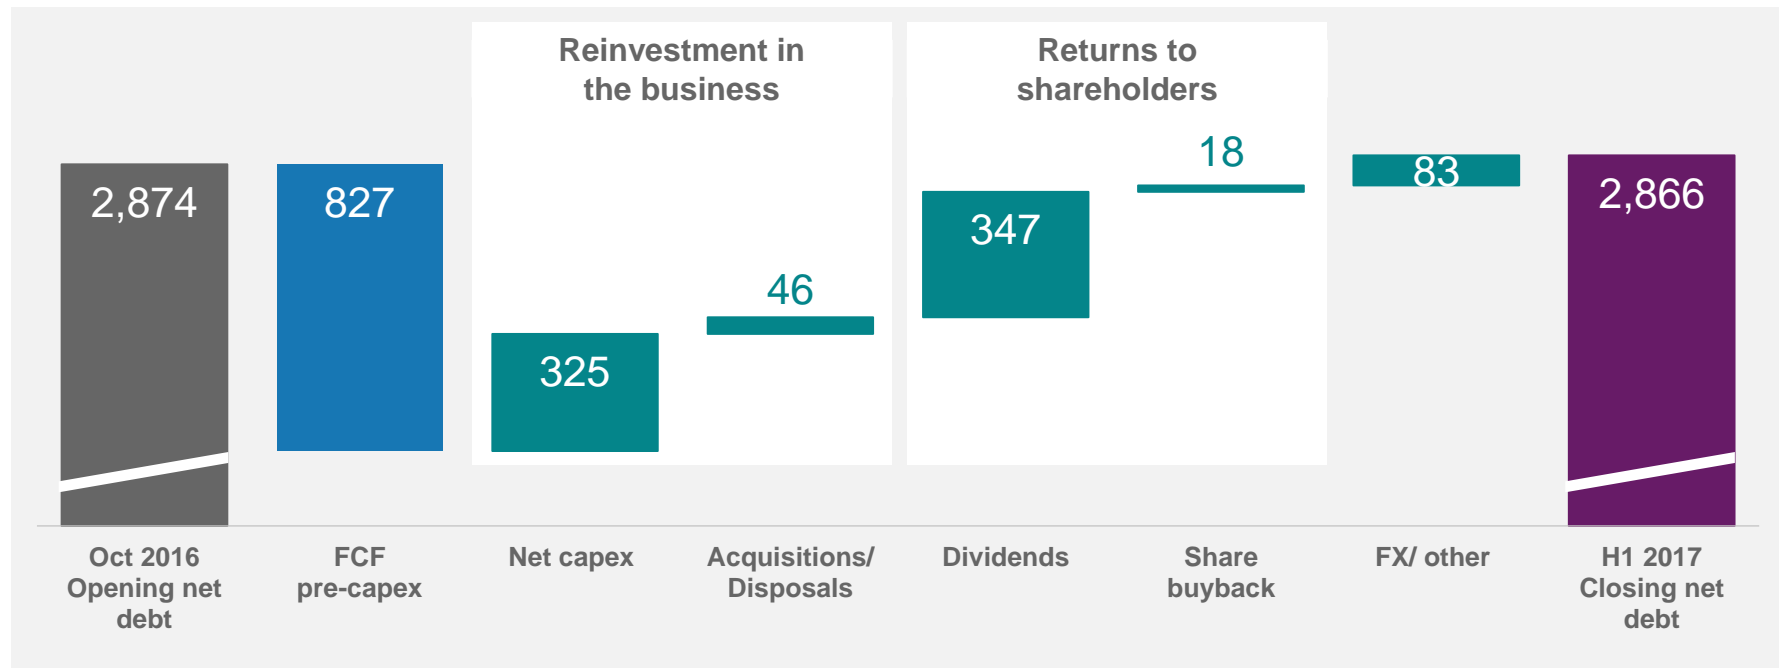 Reinvestment in
the business
Returns to
shareholders
2,874
827
325
46
347
18
83
2,866
Oct 2016
Opening net
debt
FCF
pre-capex
Net capex
Acquisitions/
Disposals
Dividends
Share
buyback
FX/ other
H1 2017
Closing net
debt